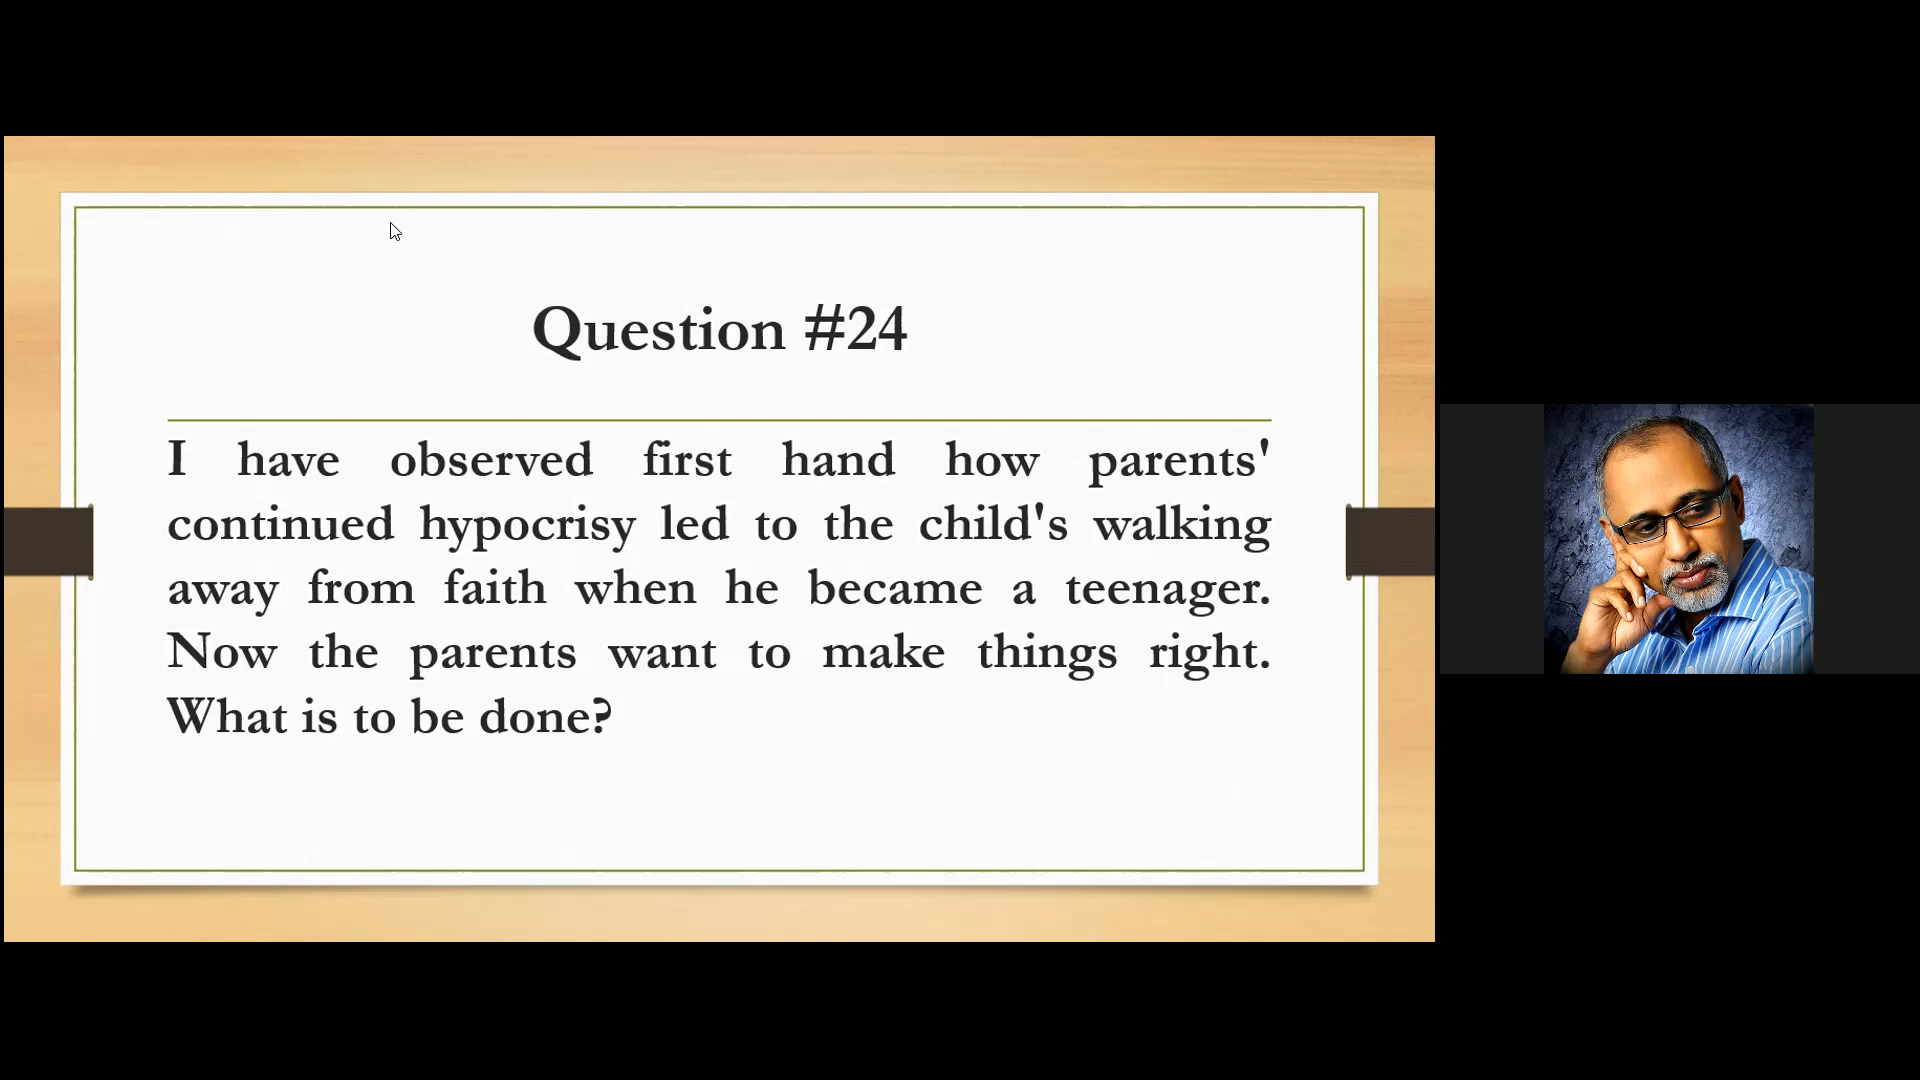 Question #24
I have observed first hand how parents'
continued hypocrisy led to the child's walking
away from faith when he became a teenager.
Now the parents want to make things right.
What is to be done?